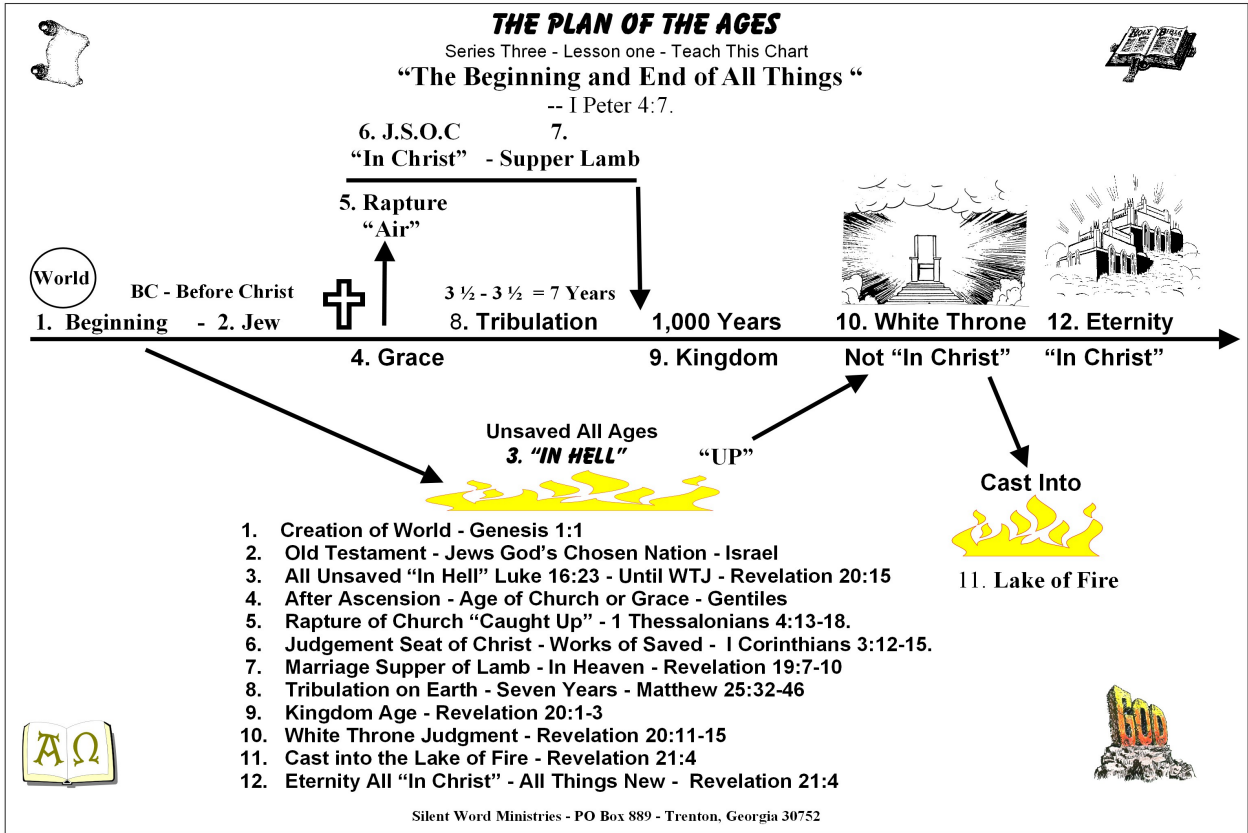 THE PLAN OF THE AGES
Series Three - Lesson one - Teach This Chart
“The Beginning and End of All Things “
-- I Peter 4:7.
HOLY BIBLE
6. J.S.O.C 7.
“In Christ” - Supper Lamb
5. Rapture
“Air”
World
BC - Before Christ
3 ½ - 3 ½ = 7 Years
1. Beginning - 2. Jew
8. Tribulation
1,000 Years
10. White Throne
12. Eternity
4. Grace
9. Kingdom
Not “In Christ”
“In Christ”
Unsaved All Ages
3. “IN HELL”
“UP”
Cast Into
11. Lake of Fire
1. Creation of World - Genesis 1:1
2. Old Testament - Jews God’s Chosen Nation - Israel
3. All Unsaved “In Hell” Luke 16:23 - Until WTJ - Revelation 20:15
4. After Ascension - Age of Church or Grace - Gentiles
5. Rapture of Church “Caught Up” - 1 Thessalonians 4:13-18.
6. Judgement Seat of Christ - Works of Saved - I Corinthians 3:12-15.
7. Marriage Supper of Lamb - In Heaven - Revelation 19:7-10
8. Tribulation on Earth - Seven Years - Matthew 25:32-46
9. Kingdom Age - Revelation 20:1-3
10. White Throne Judgment - Revelation 20:11-15
11. Cast into the Lake of Fire - Revelation 21:4
12. Eternity All “In Christ” - All Things New - Revelation 21:4
Α Ω
GOD
Silent Word Ministries - PO Box 889 - Trenton, Georgia 30752